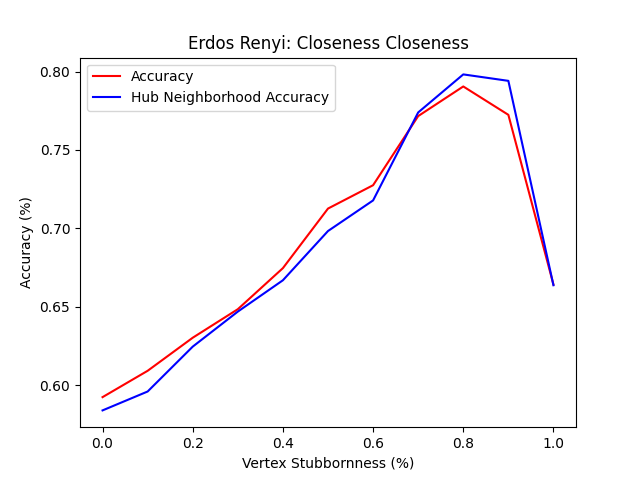 Erdos Renyi: Closeness Closeness
Accuracy
Hub Neighborhood Accuracy
Accuracy (%)
0.80
0.75
0.70
0.65
0.60
0.0 0.2 0.4 0.6 0.8 1.0
Vertex Stubbornness (%)